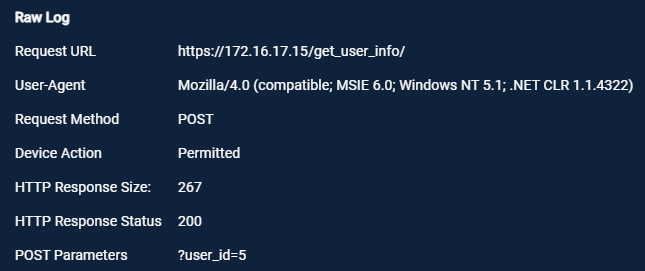 Raw Log
Request URL https://172.16.17.15/get_user_info/
User-Agent Mozilla/4.0 (compatible; MSIE 6.0; Windows NT 5.1; .NET CLR 1.1.4322)
Request Method POST
Device Action Permitted
HTTP Response Size: 267
HTTP Response Status 200
POST Parameters ?user_id=5